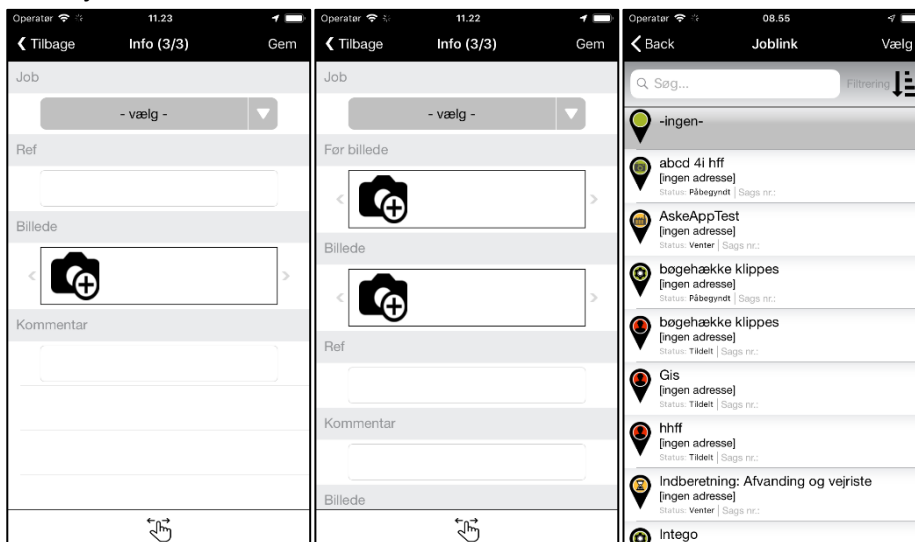 Operatør 11.23
Tilbage Info (3/3) Gem
Job
- vælg -
Ref
Billede
Kommentar
Operatør 11.22
Tilbage Info (3/3) Gem
Job
- vælg -
Før billede
Billede
Ref
Kommentar
Billede
Operatør 08.55
Back Joblink Vælg
Søg...
Filtrering
-ingen-
abcd 4i hff
[ingen adresse]
Status: Påbegyndt | Sags nr.:
AskeAppTest
[ingen adresse]
Status: Venter | Sags nr.:
bøgehække klippes
[ingen adresse]
Status: Påbegyndt | Sags nr.:
bøgehække klippes
[ingen adresse]
Status: Tildelt | Sags nr.:
Gis
[ingen adresse]
Status: Tildelt | Sags nr.:
hhff
[ingen adresse]
Status: Tildelt | Sags nr.:
Indberetning: Afvanding og vejriste
[ingen adresse]
Status: Venter | Sags nr.:
Intego